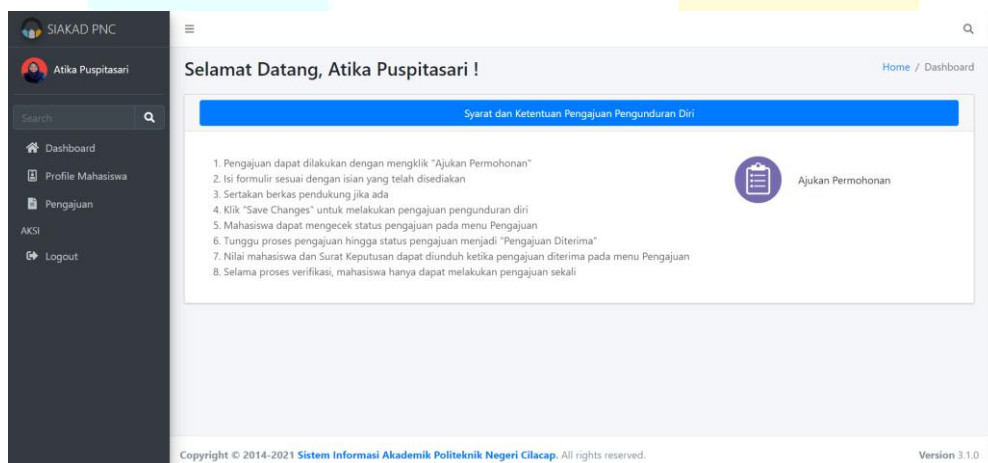 SIAKAD PNC
Atika Puspitasari
Search
Dashboard
Profile Mahasiswa
Pengajuan
AKSI
Logout
Selamat Datang, Atika Puspitasari !
Home / Dashboard
Syarat dan Ketentuan Pengajuan Pengunduran Diri
1. Pengajuan dapat dilakukan dengan mengklik "Ajukan Permohonan"
2. Isi formulir sesuai dengan isian yang telah disediakan
3. Sertakan berkas pendukung jika ada
4. Klik "Save Changes" untuk melakukan pengajuan pengunduran diri
5. Mahasiswa dapat mengecek status pengajuan pada menu Pengajuan
6. Tunggu proses pengajuan hingga status pengajuan menjadi "Pengajuan Diterima"
7. Nilai mahasiswa dan Surat Keputusan dapat diunduh ketika pengajuan diterima pada menu Pengajuan
8. Selama proses verifikasi, mahasiswa hanya dapat melakukan pengajuan sekali
Ajukan Permohonan
Copyright © 2014-2021 Sistem Informasi Akademik Politeknik Negeri Cilacap. All rights reserved.
Version 3.1.0